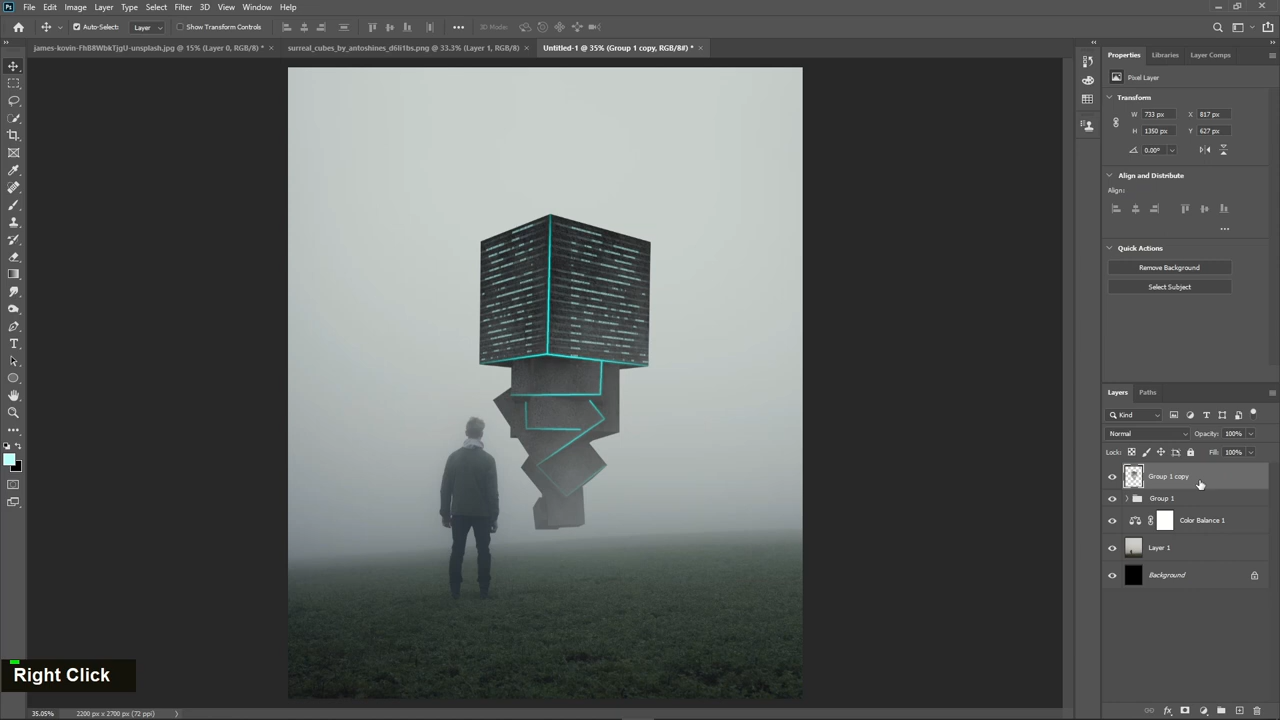 Ps File Edit Image Layer Type Select Filter 3D View Window Help
Auto-Select: Layer Show Transform Controls 3D Mode:
james-kovin-FhB8WbkTjgU-unsplash.jpg @ 15% (Layer 0, RGB/8) *
surreal_cubes_by_antoshines_d6li1bs.png @ 33.3% (Layer 1, RGB/8)
Untitled-1 @ 35% (Group 1 copy, RGB/8#) *
Properties Libraries Layer Comps
Pixel Layer
Transform
W 733 px X 817 px
H 1350 px Y 627 px
0.00°
Align and Distribute
Align:
Quick Actions
Remove Background
Select Subject
Layers Paths
Kind
Normal Opacity: 100%
Lock: Fill: 100%
Group 1 copy
Group 1
Color Balance 1
Layer 1
Background
Right Click
35.05% 2200 px x 2700 px (72 ppi)